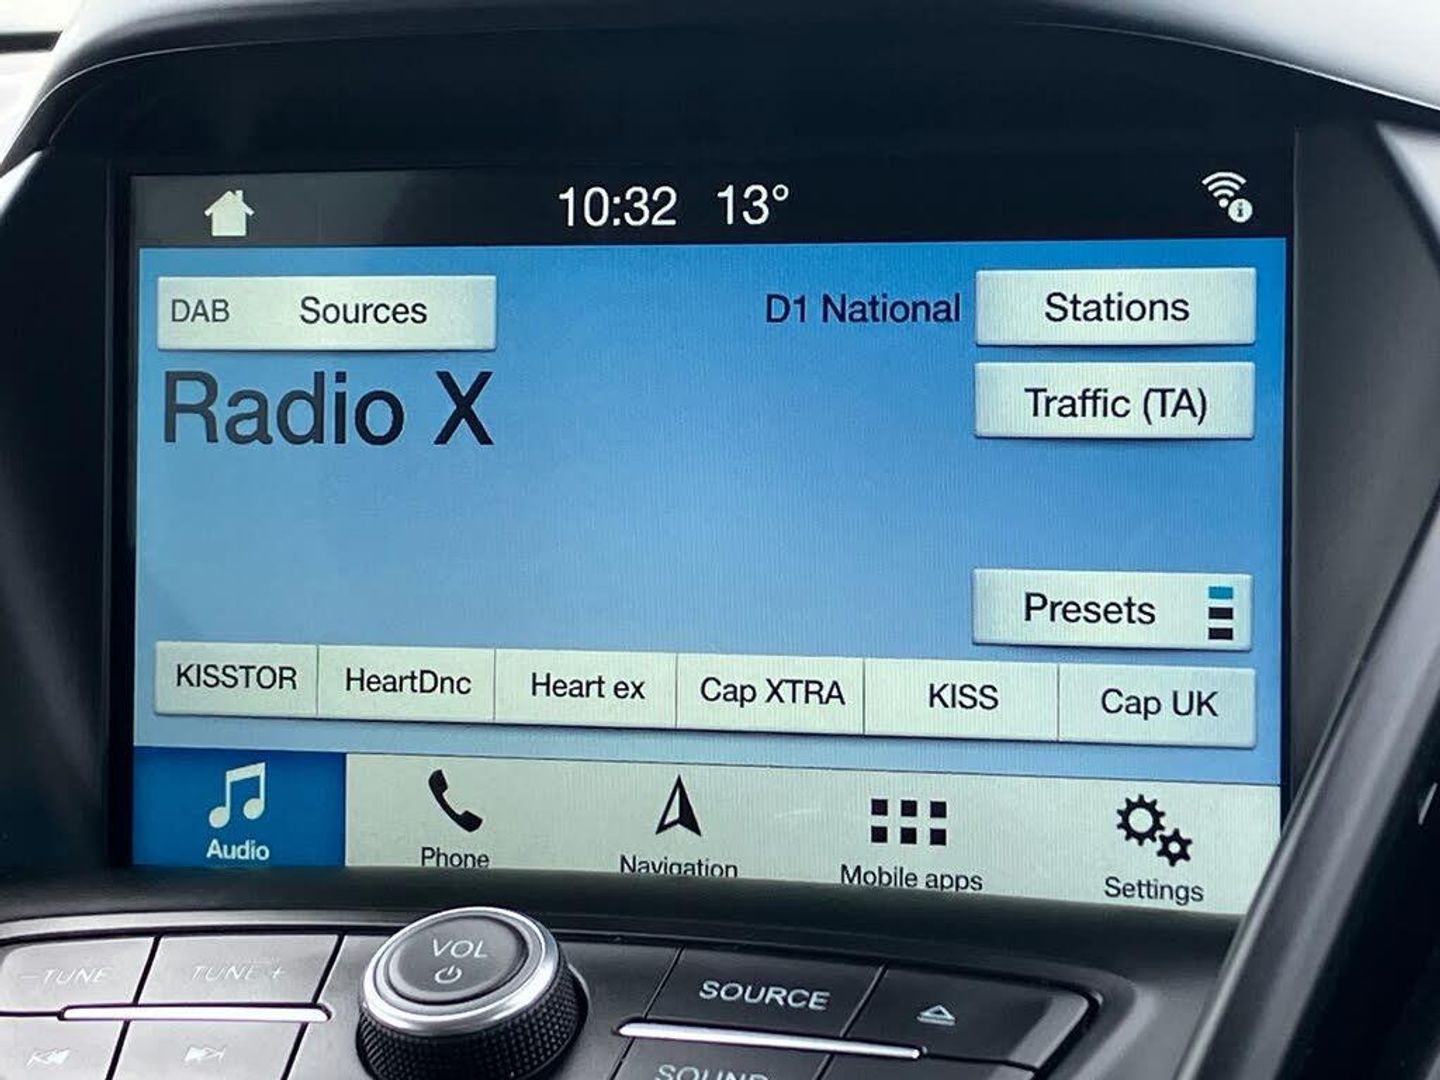 10:32 13°
DAB Sources
D1 National
Stations
Radio X
Traffic (TA)
Presets
KISSTOR
HeartDnc
Heart ex
Cap XTRA
KISS
Cap UK
Audio
Phone
Navigation
Mobile apps
Settings
VOL
-TUNE
TUNE +
SOURCE
SOUND